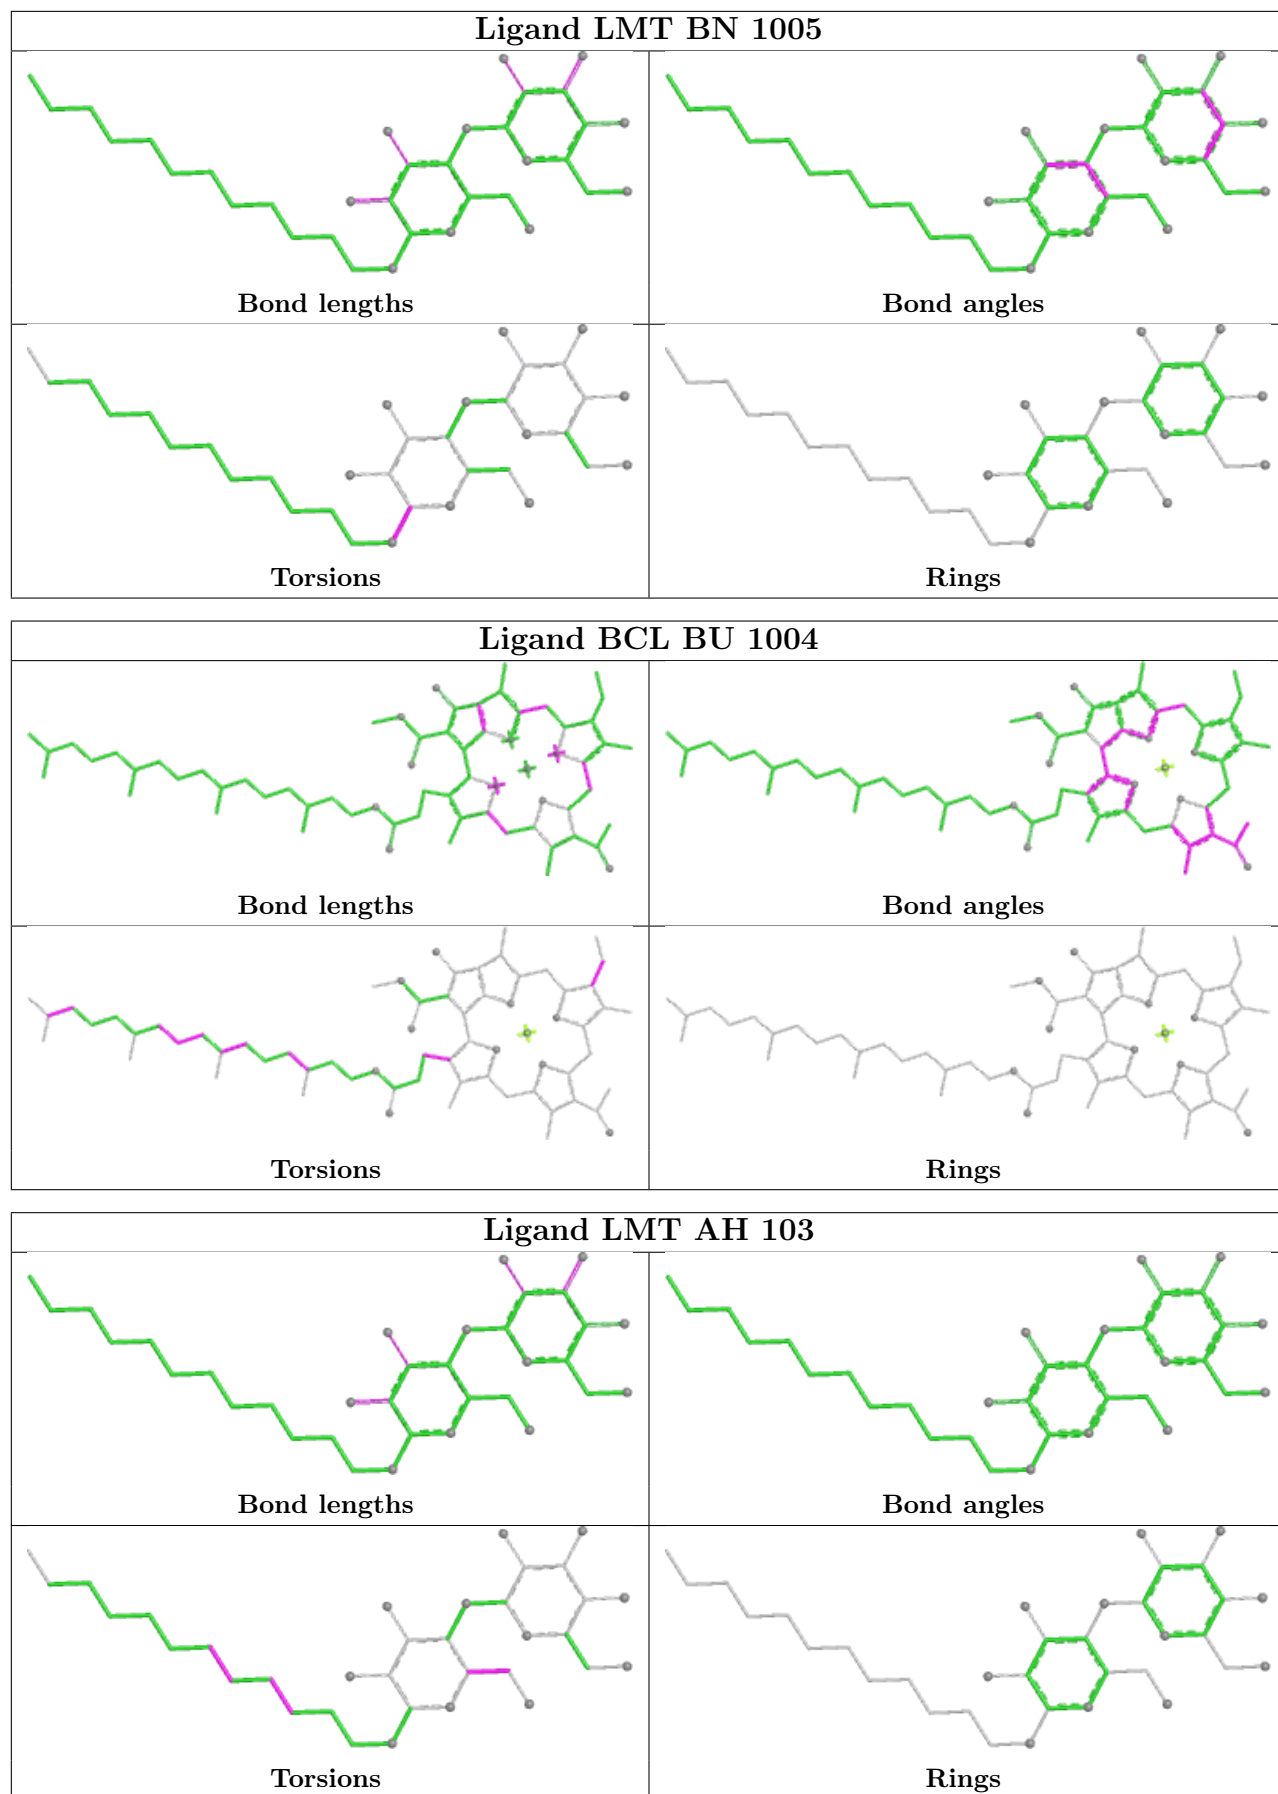 Ligand LMT BN 1005
Bond lengths
Bond angles
Torsions
Rings
Ligand BCL BU 1004
Bond lengths
Bond angles
Torsions
Rings
Ligand LMT AH 103
Bond lengths
Bond angles
Torsions
Rings